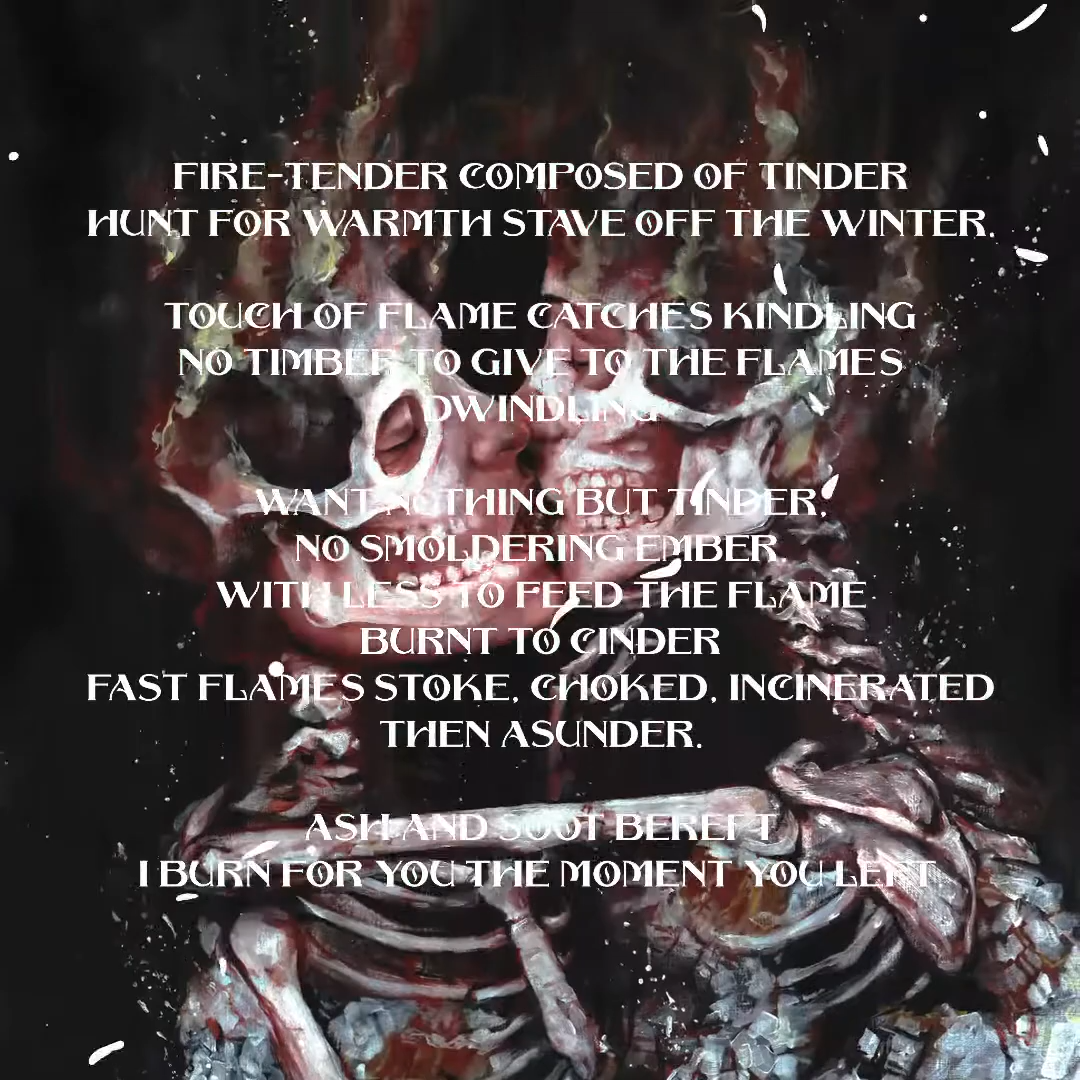 FIRE-TENDER COMPOSED OF TINDER
HUNT FOR WARMTH STAVE OFF THE WINTER.
TOUCH OF FLAME CATCHES KINDLING
NO TIMBER TO GIVE TO THE FLAMES
DWINDLING
WANT NOTHING BUT TINDER,
NO SMOLDERING EMBER.
WITH LESS TO FEED THE FLAME
BURNT TO CINDER
FAST FLAMES STOKE, CHOKED, INCINERATED
THEN ASUNDER.
ASH AND SOOT BEREFT
I BURN FOR YOU THE MOMENT YOU LEFT